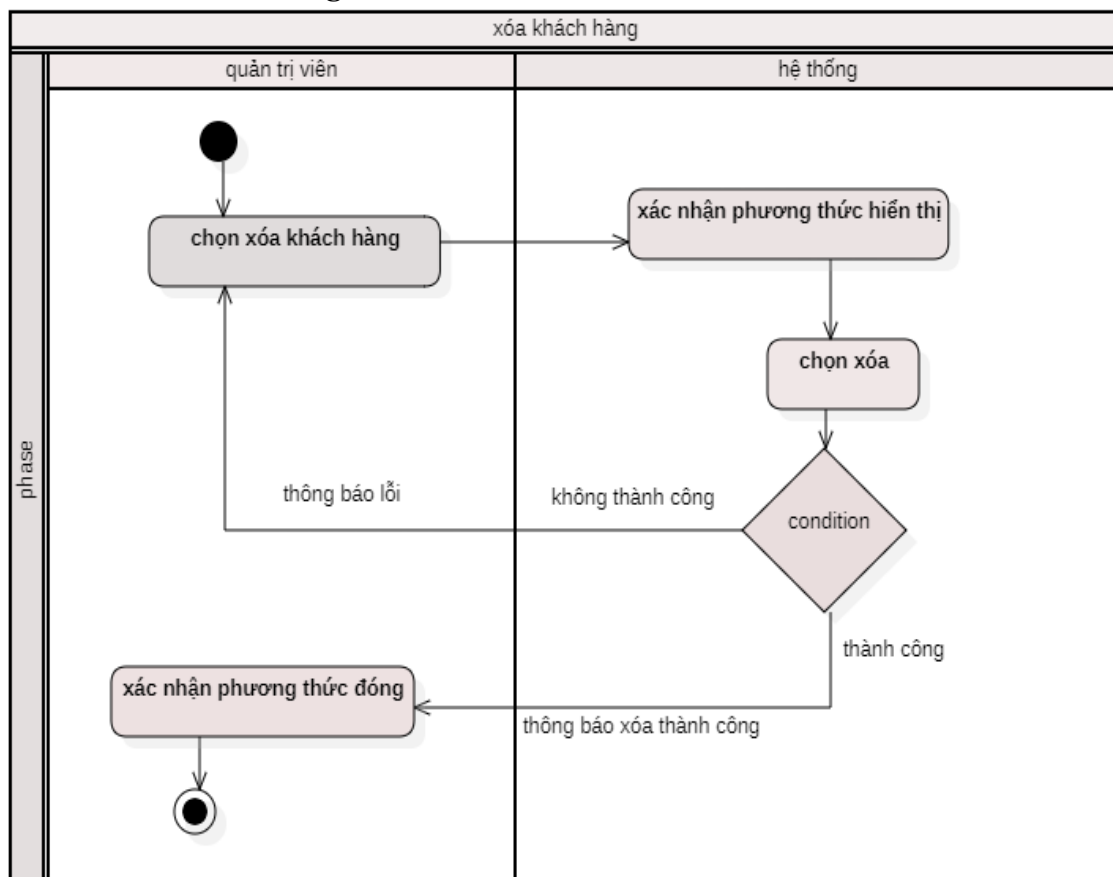 xóa khách hàng
quản trị viên
hệ thống
phase
chọn xóa khách hàng
xác nhận phương thức hiển thị
chọn xóa
condition
thông báo lỗi
không thành công
thành công
xác nhận phương thức đóng
thông báo xóa thành công